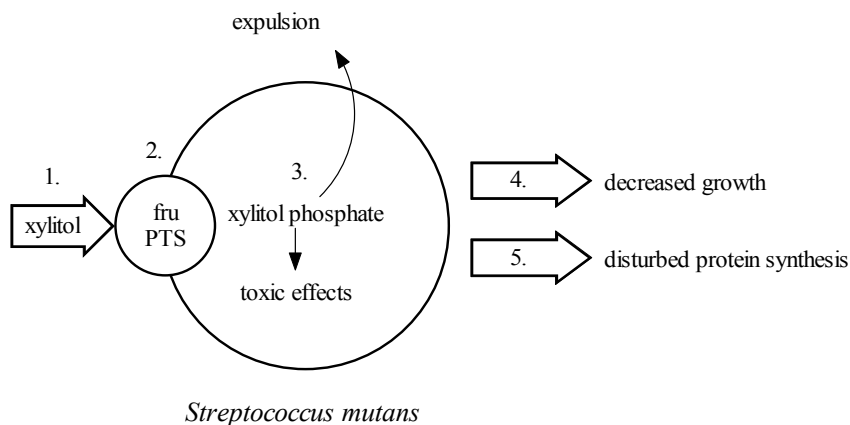 expulsion
2.
1.
3.
4.
decreased growth
xylitol
fru
PTS
xylitol phosphate
5.
disturbed protein synthesis
toxic effects
Streptococcus mutans